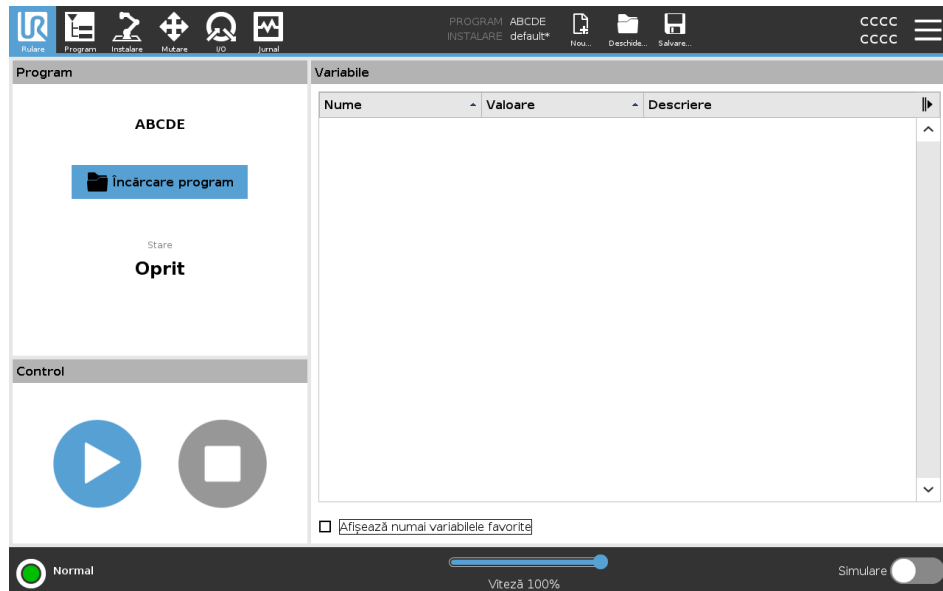 UR
Rulare
Program
Instalare
Mutare
I/O
Jurnal
PROGRAM ABCDE
INSTALARE default*
Nou...
Deschide...
Salvare...
CCCC
CCCC
Program
ABCDE
Încărcare program
Stare
Oprit
Control
Variabile
Nume
Valoare
Descriere
Afișează numai variabilele favorite
Normal
Viteză 100%
Simulare